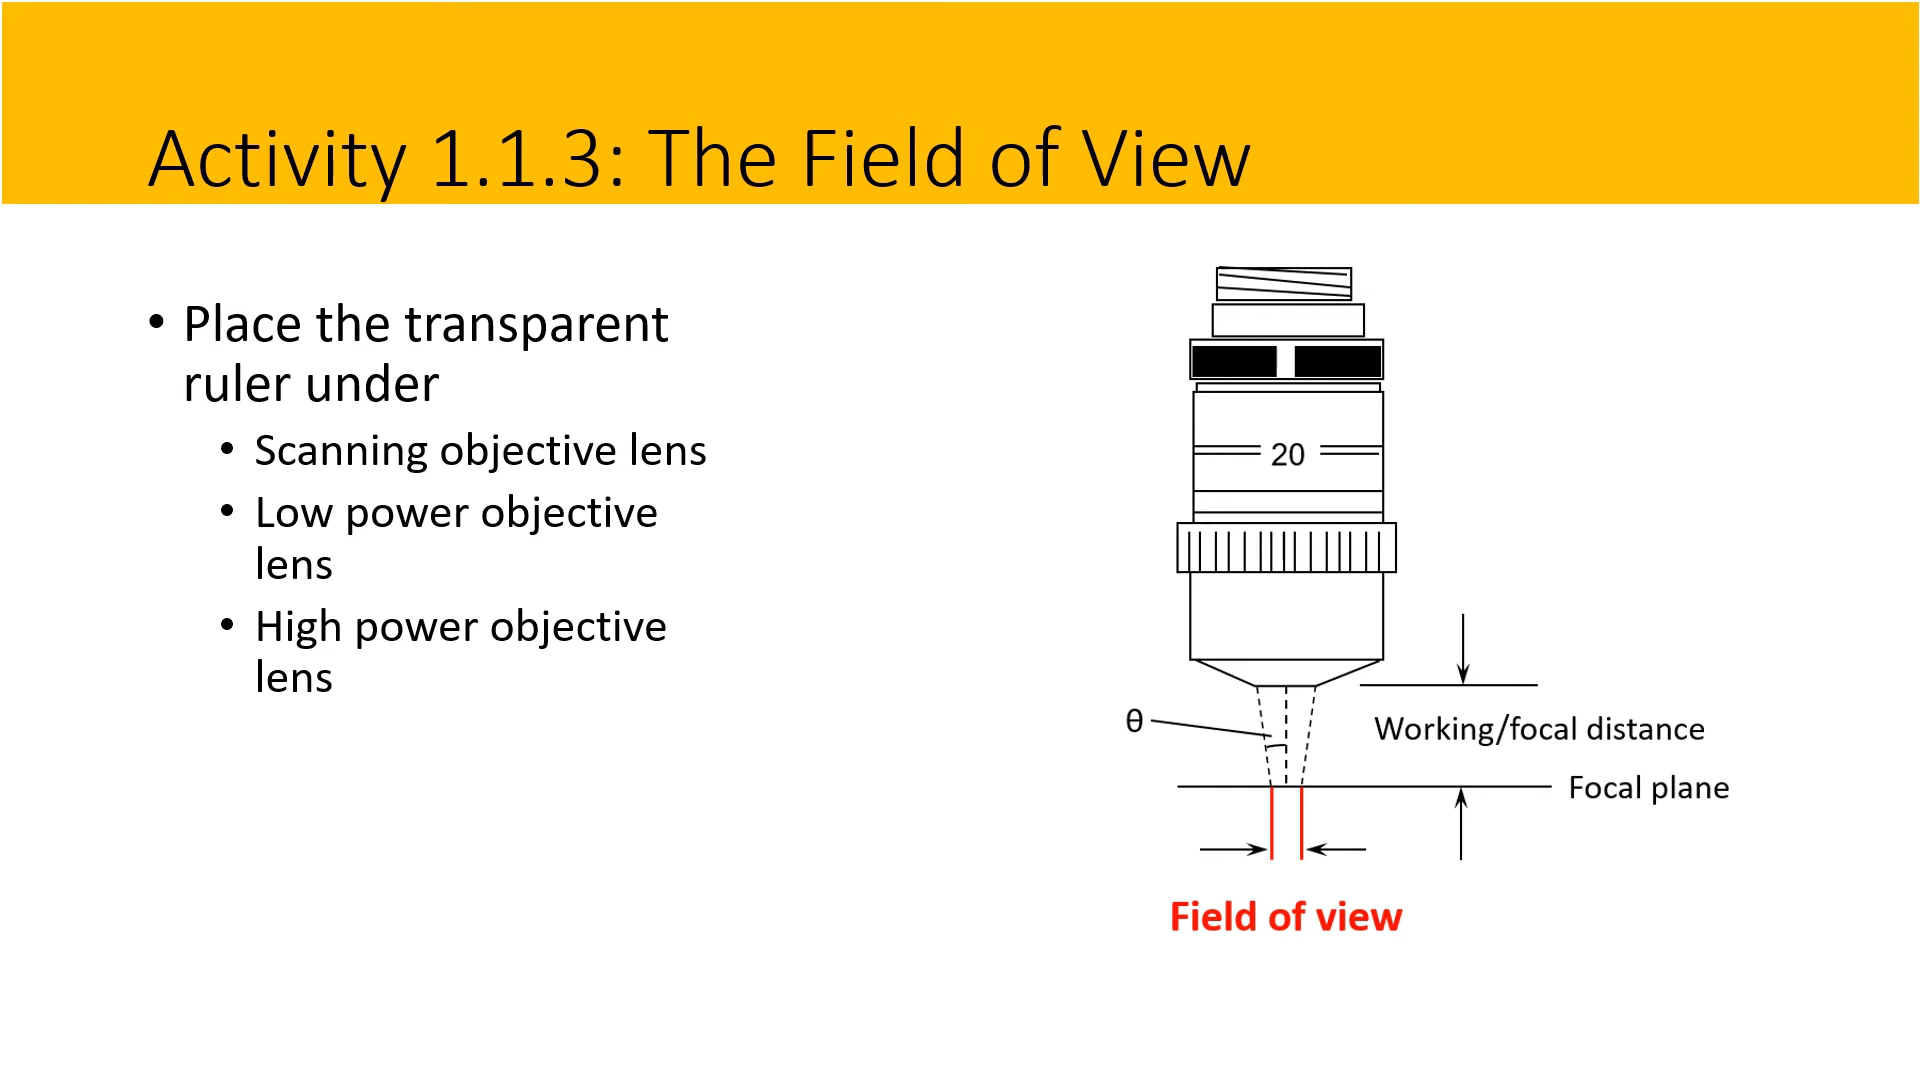 Activity 1.1.3: The Field of View
• Place the transparent
ruler under
• Scanning objective lens
• Low power objective
lens
• High power objective
lens
20
θ
Working/focal distance
Focal plane
Field of view